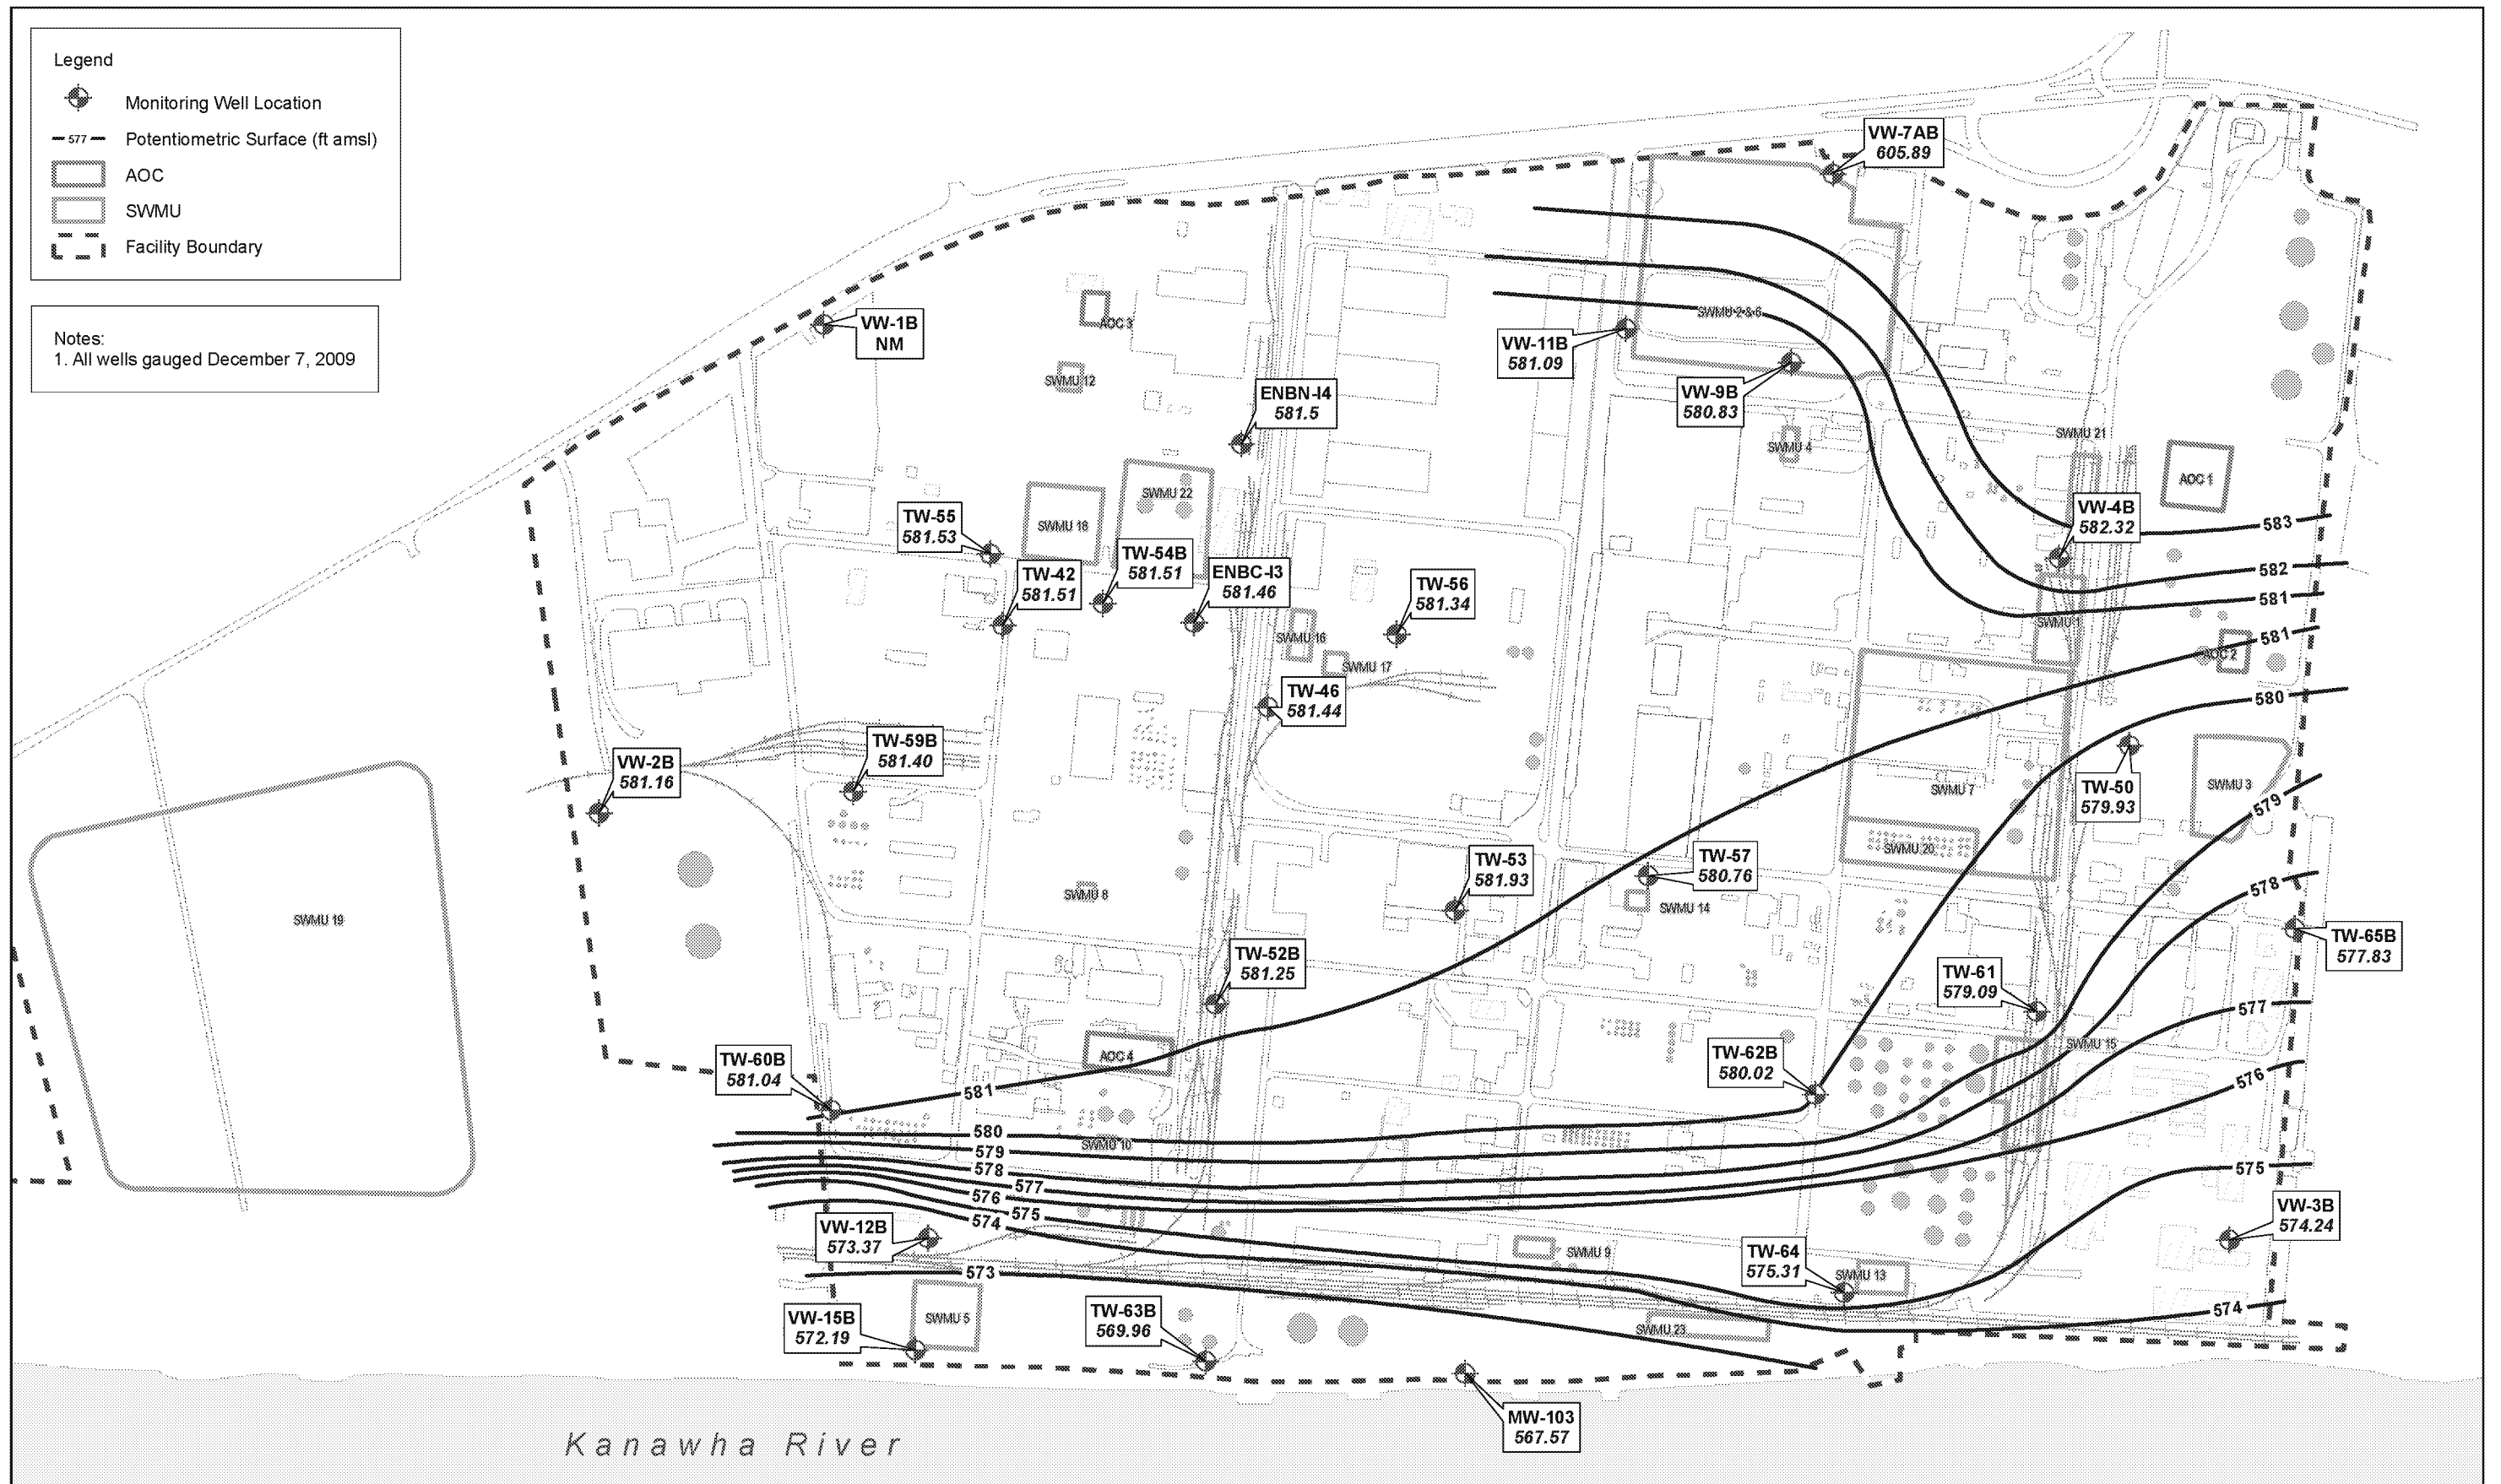 Legend
Monitoring Well Location
577
Potentiometric Surface (ft amsl)
AOC
SWMU
Facility Boundary
Notes:
1. All wells gauged December 7, 2009
VW-7AB
605.89
VW-1B
NM
AOC 3
SWMU 2 & 6
VW-11B
581.09
SWMU 12
VW-9B
580.83
ENBN-I4
581.5
SWMU 4
SWMU 21
AOC 1
SWMU 22
SWMU 18
TW-55
581.53
VW-4B
582.32
583
TW-54B
581.51
TW-42
581.51
ENBC-I3
581.46
TW-56
581.34
582
581
SWMU 1
581
SWMU 16
AOC 2
SWMU 17
TW-46
581.44
580
TW-59B
581.40
VW-2B
581.16
SWMU 7
TW-50
579.93
SWMU 3
579
SWMU 20
TW-53
581.93
TW-57
580.76
578
SWMU 8
SWMU 14
SWMU 19
TW-65B
577.83
TW-52B
581.25
TW-61
579.09
577
SWMU 15
AOC 4
TW-60B
581.04
TW-62B
580.02
576
581
580
SWMU 10
579
578
575
577
576
575
574
VW-12B
573.37
VW-3B
574.24
SWMU 9
TW-64
575.31
SWMU 13
573
574
VW-15B
572.19
SWMU 5
TW-63B
569.96
SWMU 23
MW-103
567.57
Kanawha River